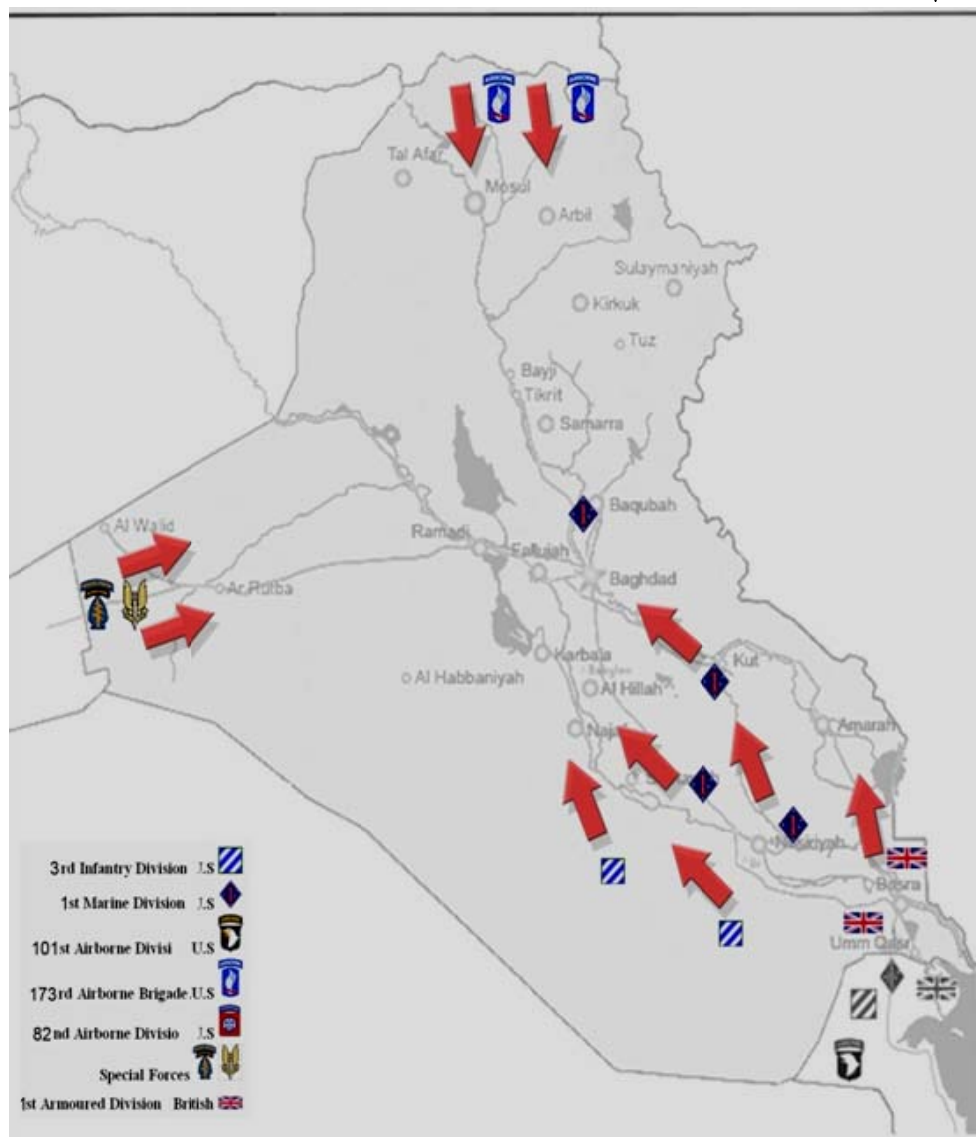 Tal Afar
Mosul
Arbil
Sulaymaniyah
Kirkuk
Tuz
Bayji
Tikrit
Samarra
Baqubah
Al Walid
Ramadi
Fallujah
Baghdad
Ar Rutba
Karbala
Kut
Al Habbaniyah
Al Hillah
Amarah
Basra
Umm Qasr
3rd Infantry Division J.S
1st Marine Division J.S
101st Airborne Divisi U.S
173rd Airborne Brigade.U.S
82nd Airborne Divisio J.S
Special Forces
1st Armoured Division British